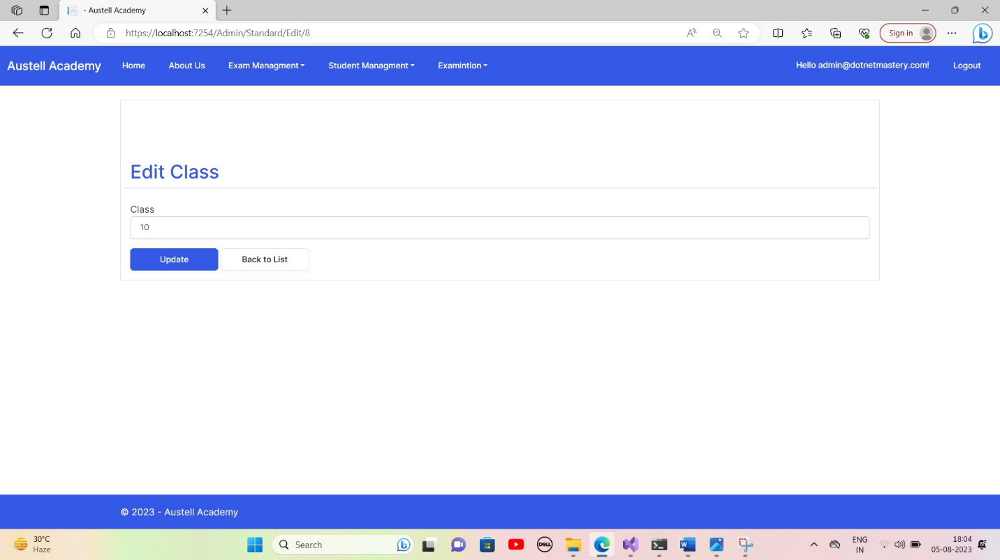 - Austell Academy
https://localhost:7254/Admin/Standard/Edit/8
Sign in
Austell Academy Home About Us Exam Managment Student Managment Examintion Hello admin@dotnetmastery.com! Logout
Edit Class
Class
10
Update Back to List
© 2023 - Austell Academy
30°C
Haze
Search
DELL
ENG
IN
18:04
05-08-2023